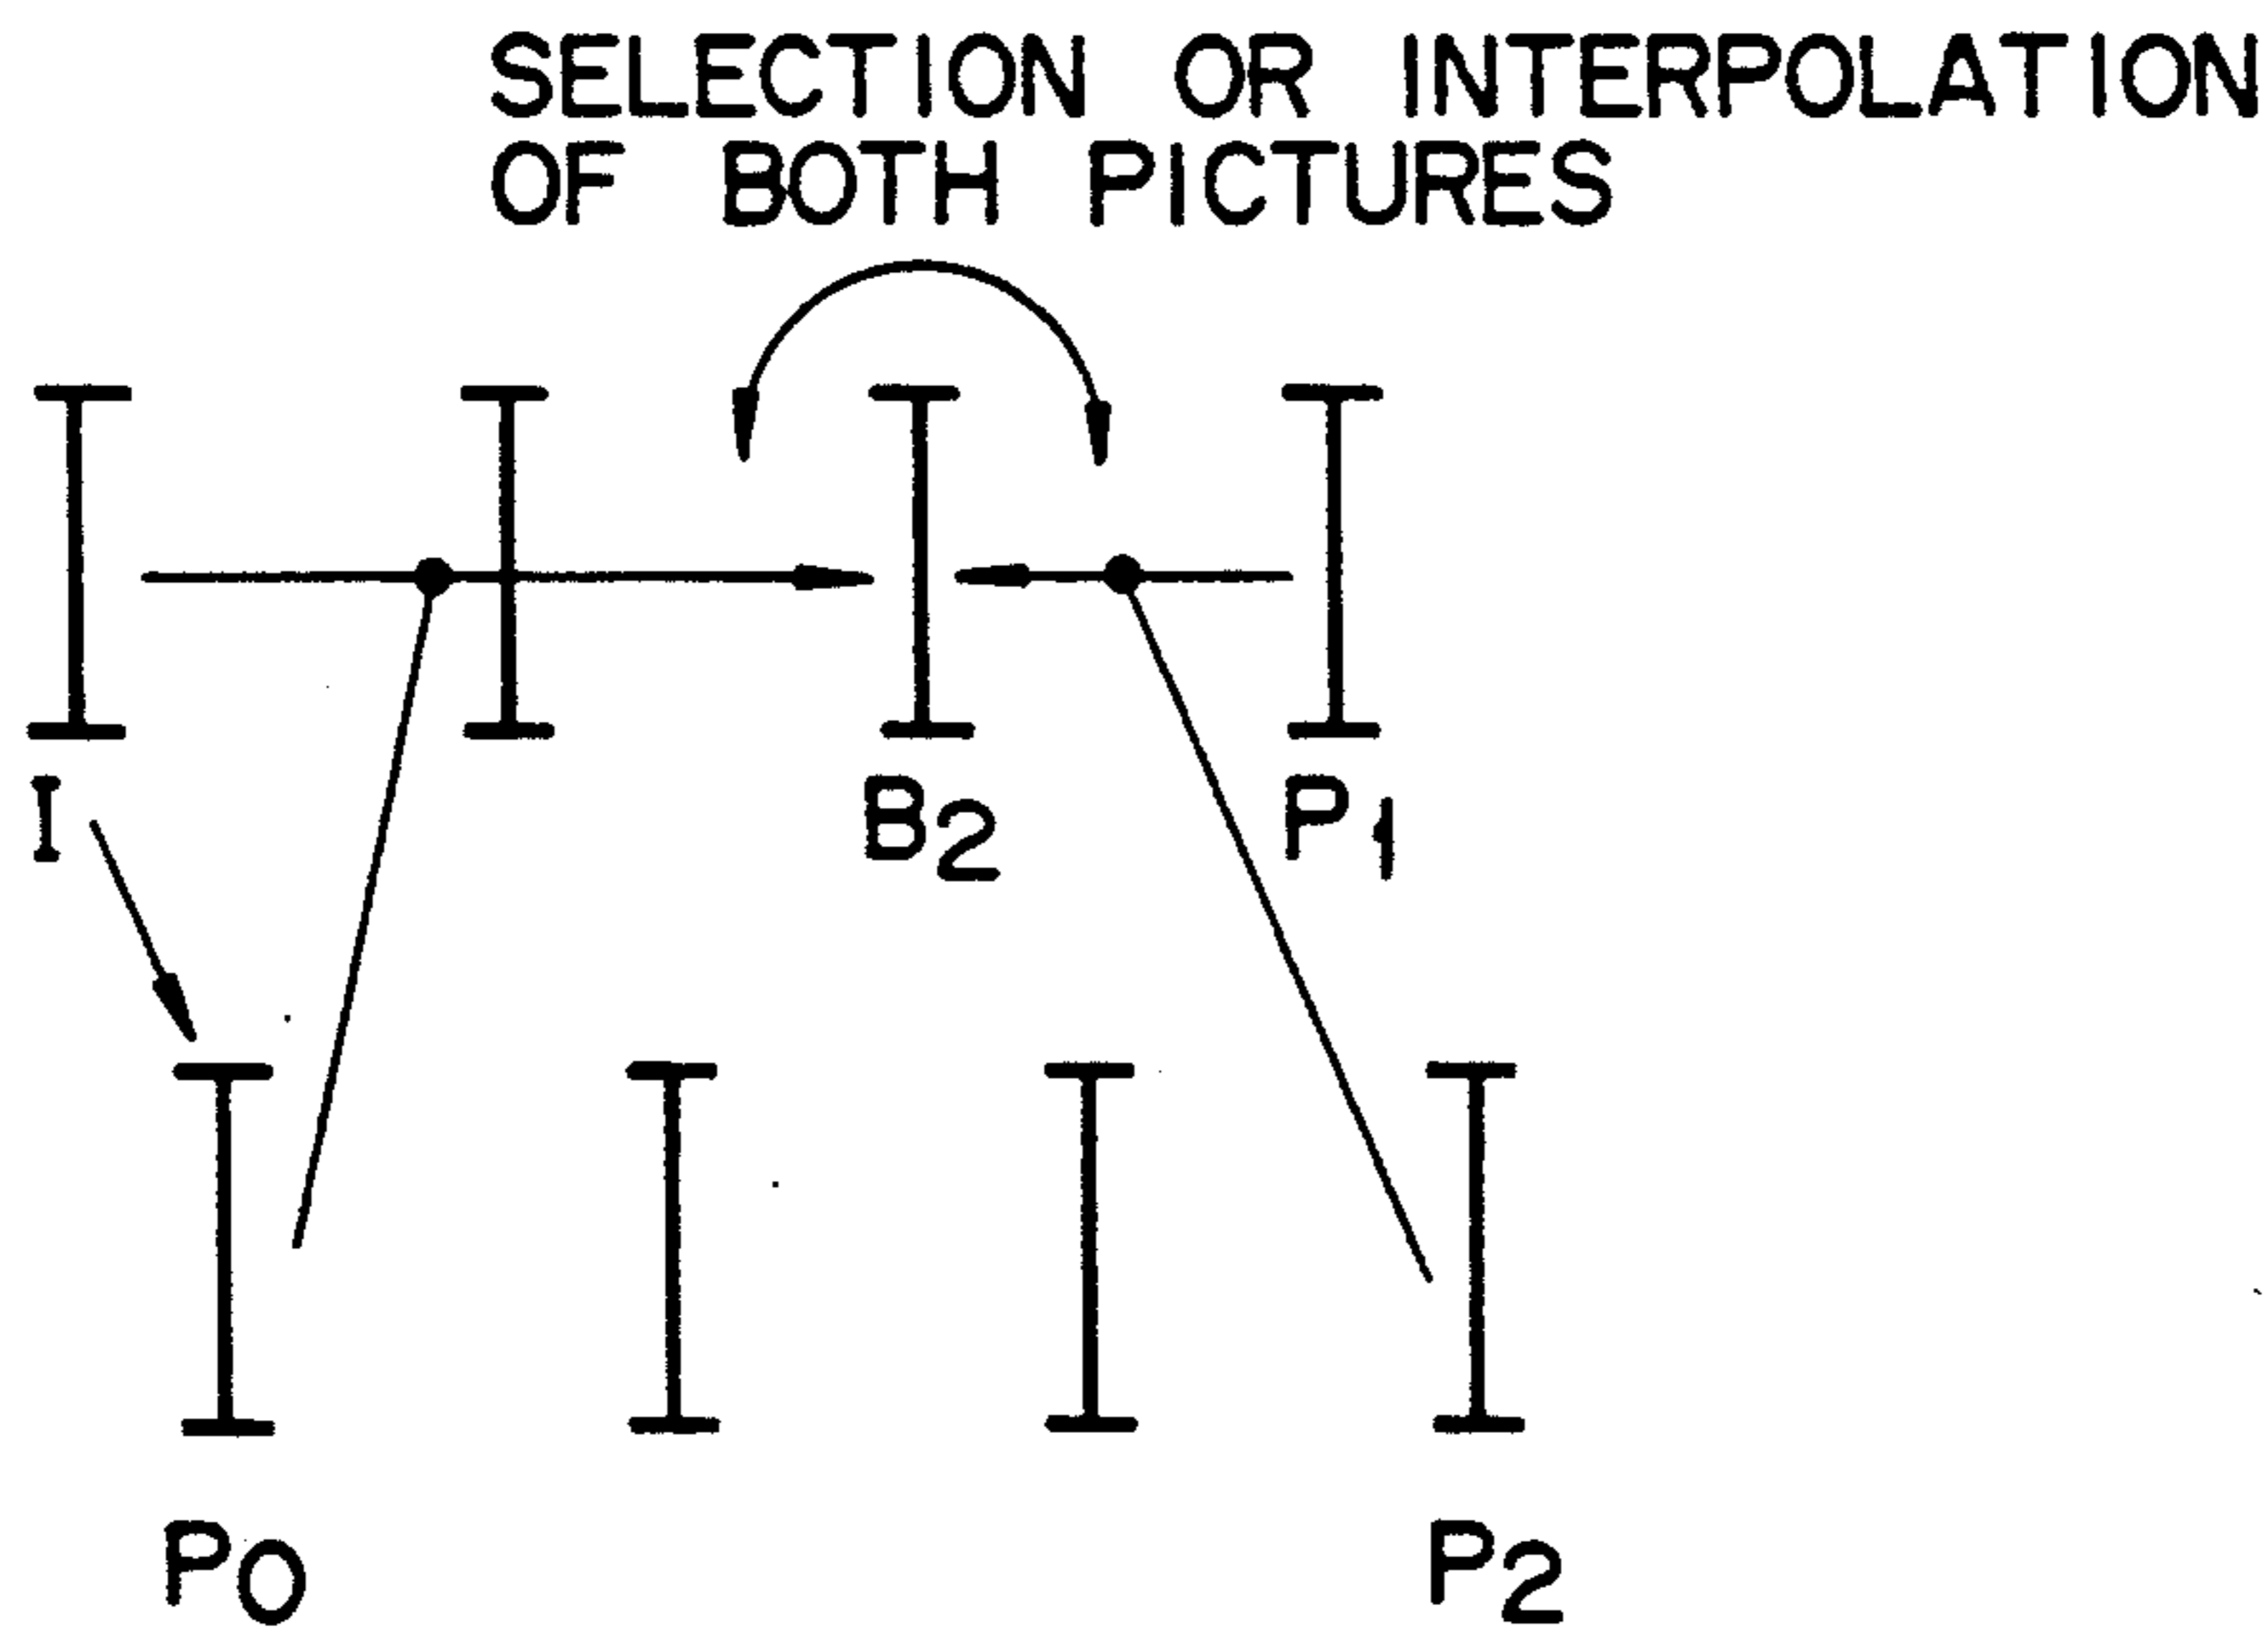 SELECTION OR INTERPOLATION
OF BOTH PICTURES
I B2 P1
P0 P2